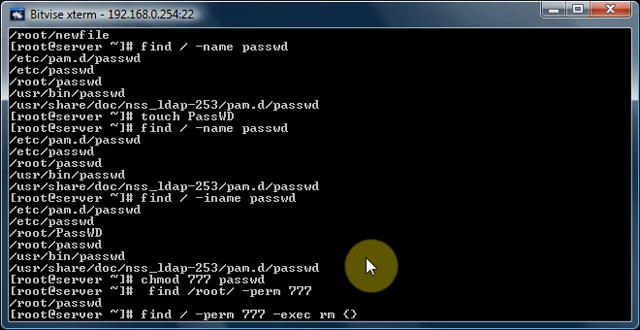 Bitvise xterm - 192.168.0.254:22
/root/newfile
[root@server ~]# find / -name passwd
/etc/pam.d/passwd
/etc/passwd
/root/passwd
/usr/bin/passwd
/usr/share/doc/nss_ldap-253/pam.d/passwd
[root@server ~]# touch PassWD
[root@server ~]# find / -name passwd
/etc/pam.d/passwd
/etc/passwd
/root/passwd
/usr/bin/passwd
/usr/share/doc/nss_ldap-253/pam.d/passwd
[root@server ~]# find / -iname passwd
/etc/pam.d/passwd
/etc/passwd
/root/PassWD
/root/passwd
/usr/bin/passwd
/usr/share/doc/nss_ldap-253/pam.d/passwd
[root@server ~]# chmod 777 passwd
[root@server ~]#  find /root/ -perm 777
/root/passwd
[root@server ~]# find / -perm 777 -exec rm {}